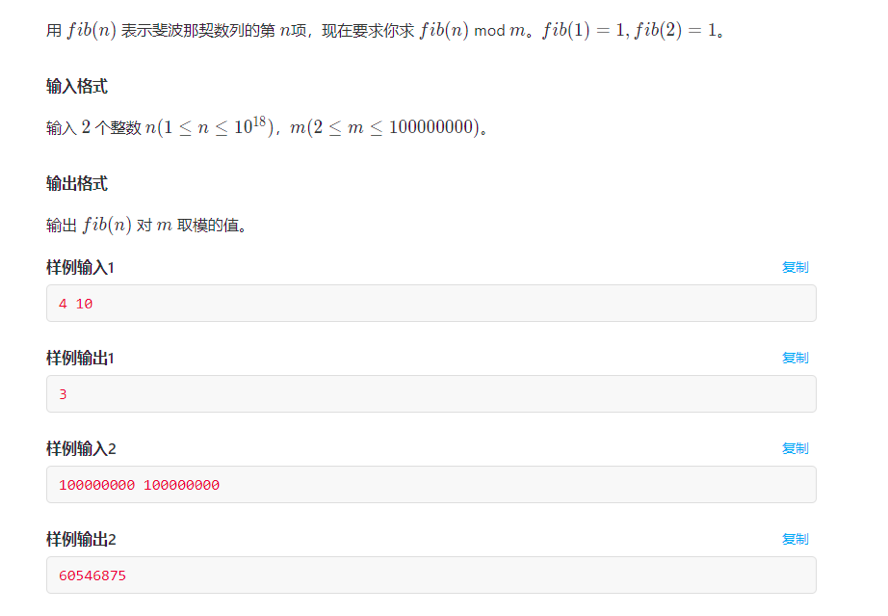 用 fib(n) 表示斐波那契数列的第 n项，现在要求你求 fib(n) mod m。fib(1) = 1, fib(2) = 1。
输入格式
输入 2 个整数 n(1 ≤ n ≤ 10^18)，m(2 ≤ m ≤ 100000000)。
输出格式
输出 fib(n) 对 m 取模的值。
样例输入1 复制
4 10
样例输出1 复制
3
样例输入2 复制
100000000 100000000
样例输出2 复制
60546875